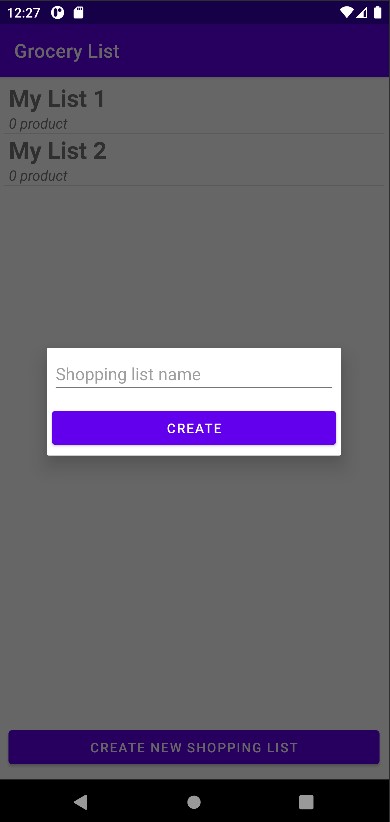 12:27
Grocery List
My List 1
0 product
My List 2
0 product
Shopping list name
CREATE
CREATE NEW SHOPPING LIST